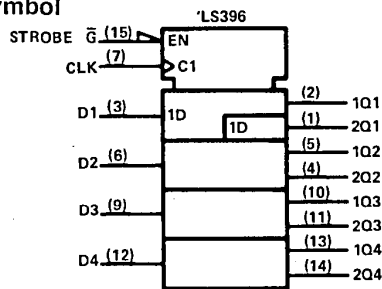 ymbol
'LS396
STROBE G̅ (15) EN
CLK (7) C1
D1 (3) 1D (2) 1Q1
1D (1) 2Q1
D2 (6) (5) 1Q2
(4) 2Q2
D3 (9) (10) 1Q3
(11) 2Q3
D4 (12) (13) 1Q4
(14) 2Q4